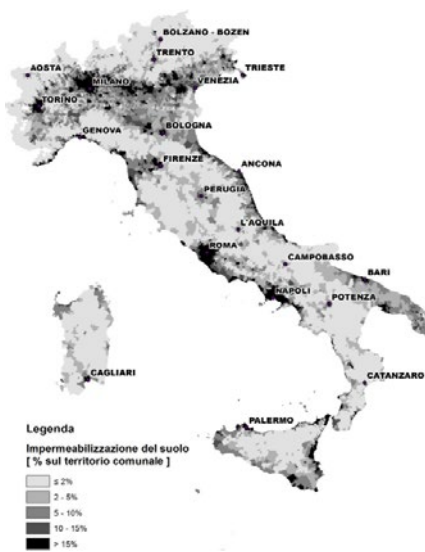 BOLZANO - BOZEN
TRENTO
AOSTA
TRIESTE
MILANO
VENEZIA
TORINO
GENOVA
BOLOGNA
FIRENZE
ANCONA
PERUGIA
L'AQUILA
ROMA
CAMPOBASSO
BARI
NAPOLI
POTENZA
CAGLIARI
CATANZARO
PALERMO
Legenda
Impermeabilizzazione del suolo
[ % sul territorio comunale ]
≤ 2%
2 - 5%
5 - 10%
10 - 15%
> 15%